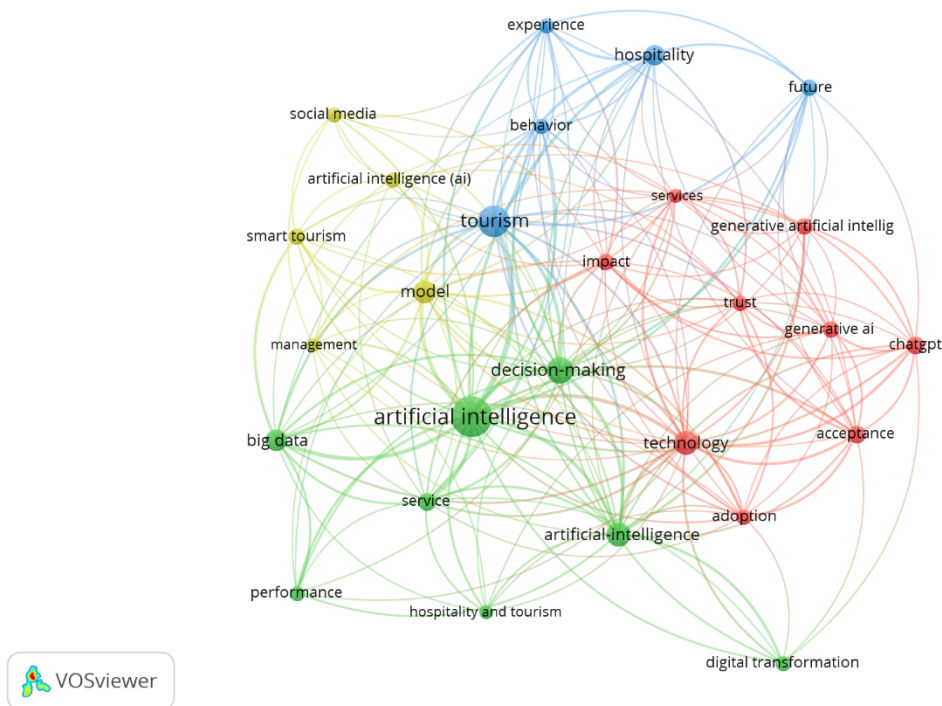 experience
hospitality
future
social media
behavior
artificial intelligence (ai)
services
tourism
generative artificial intellig
smart tourism
impact
model
trust
generative ai
management
chatgpt
decision-making
artificial intelligence
big data
technology
acceptance
service
adoption
artificial-intelligence
performance
hospitality and tourism
digital transformation
VOSviewer